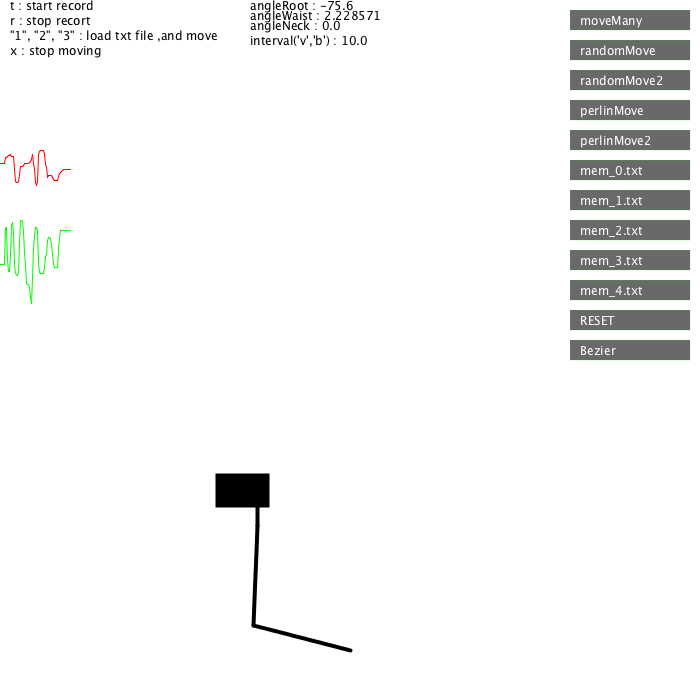 t : start record
r : stop recort
"1", "2", "3" : load txt file ,and move
x : stop moving
angleRoot : -75.6
angleWaist : 2.228571
angleNeck : 0.0
interval('v','b') : 10.0
moveMany
randomMove
randomMove2
perlinMove
perlinMove2
mem_0.txt
mem_1.txt
mem_2.txt
mem_3.txt
mem_4.txt
RESET
Bezier